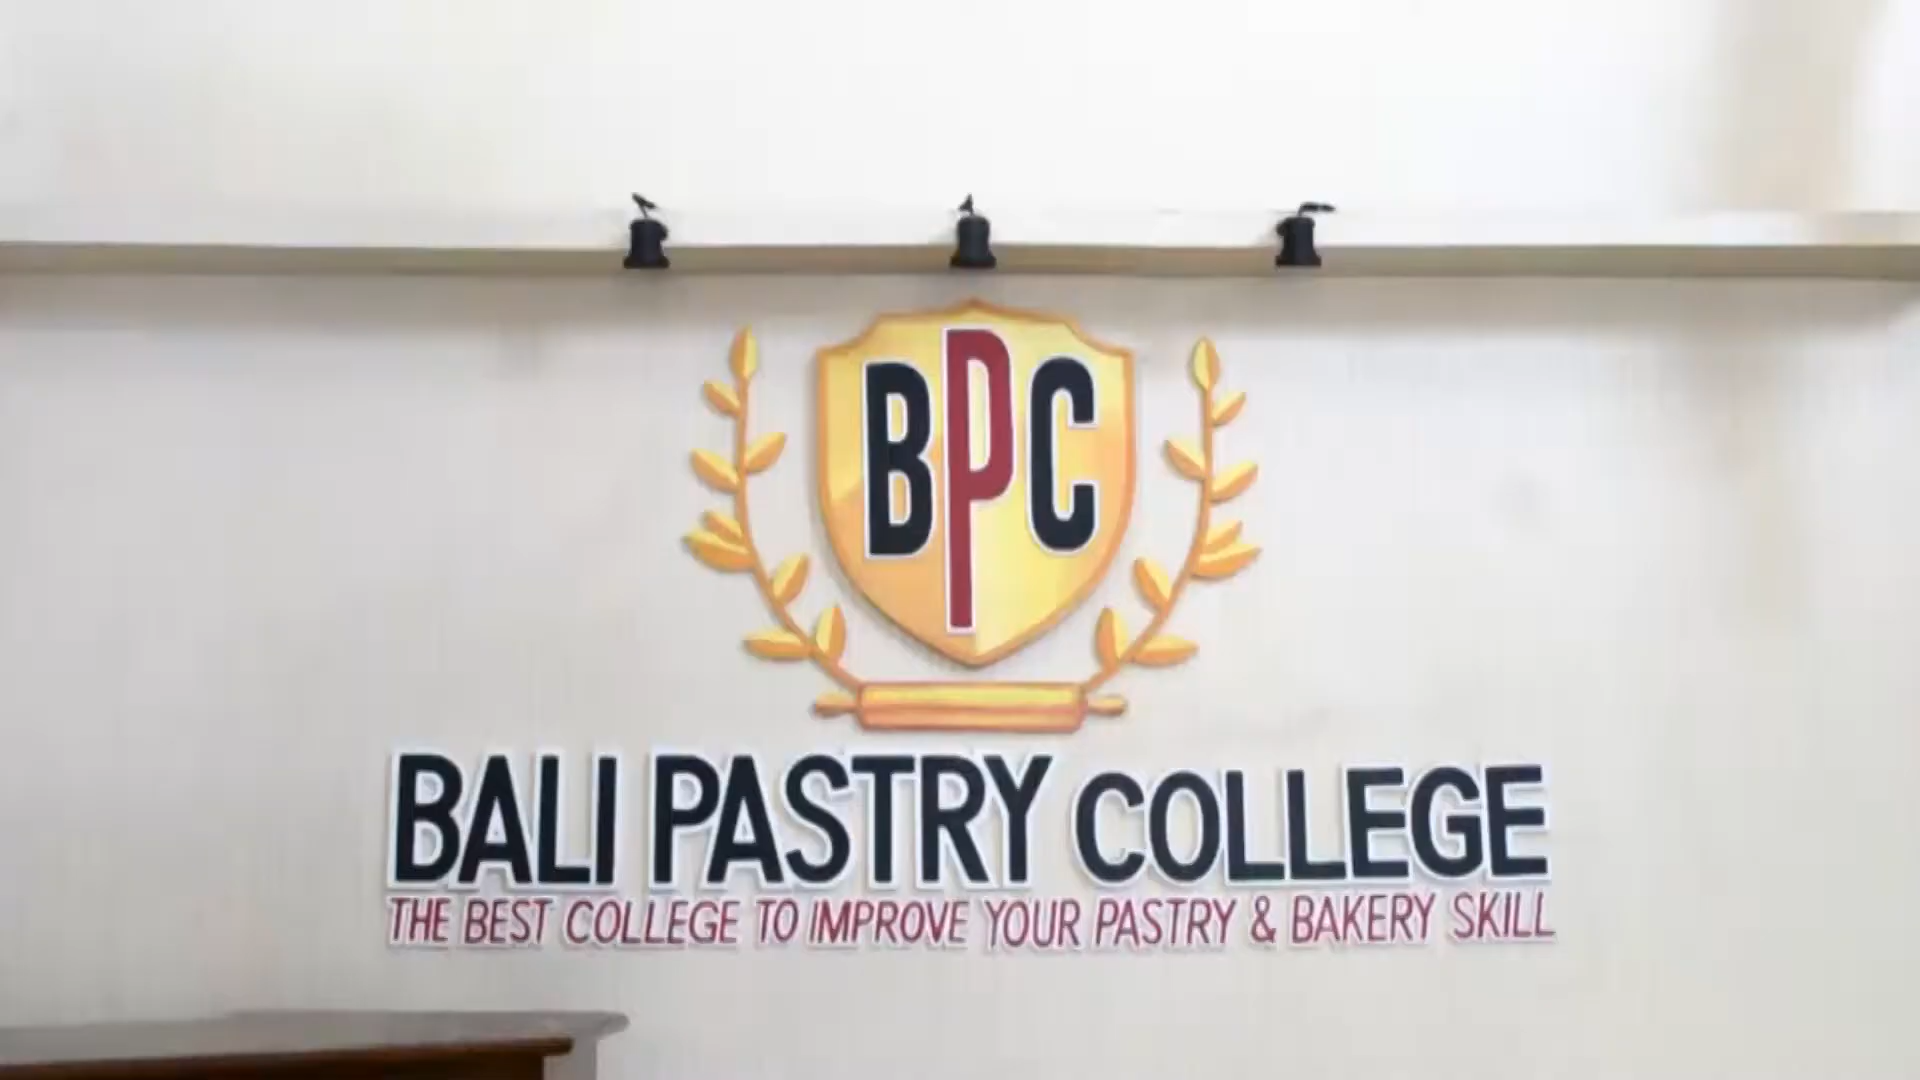 BPC
BALI PASTRY COLLEGE
THE BEST COLLEGE TO IMPROVE YOUR PASTRY & BAKERY SKILL